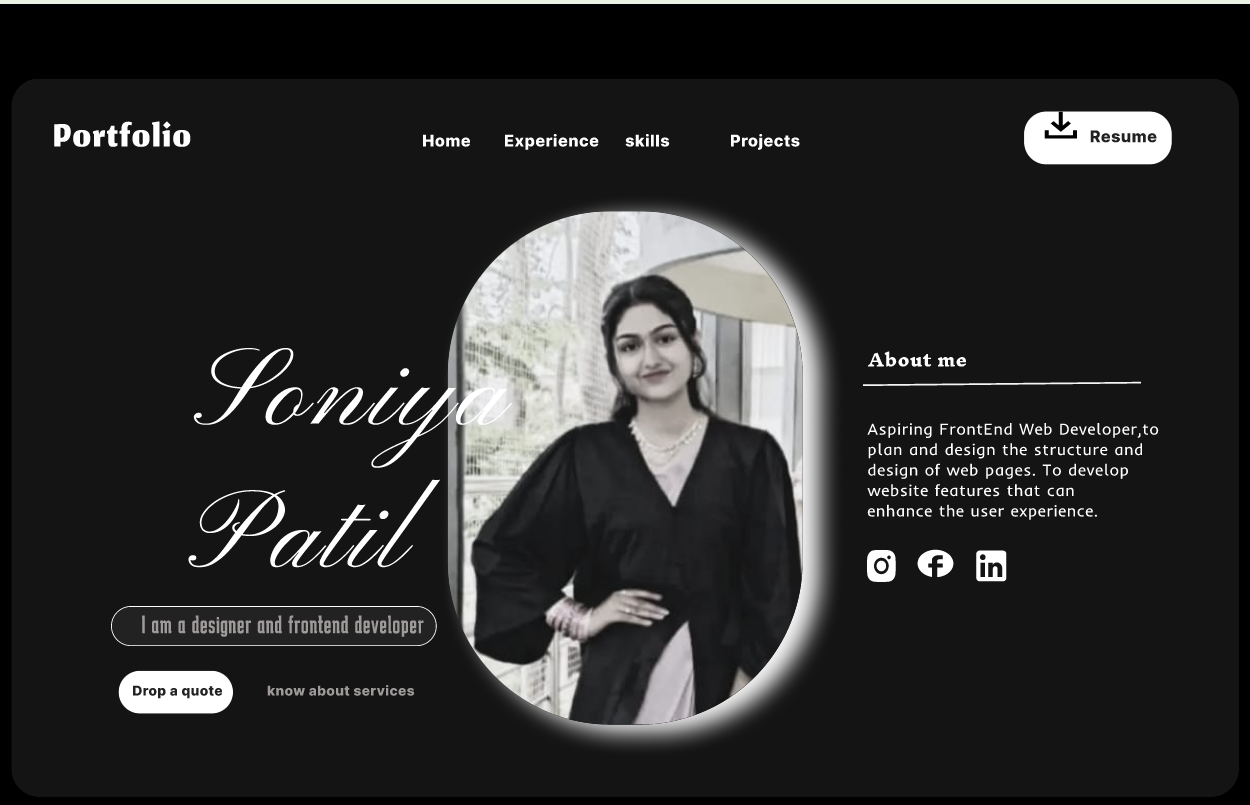 Portfolio
Home Experience skills Projects
Resume
Soniya
Patil
I am a designer and frontend developer
Drop a quote know about services
About me
Aspiring FrontEnd Web Developer,to
plan and design the structure and
design of web pages. To develop
website features that can
enhance the user experience.